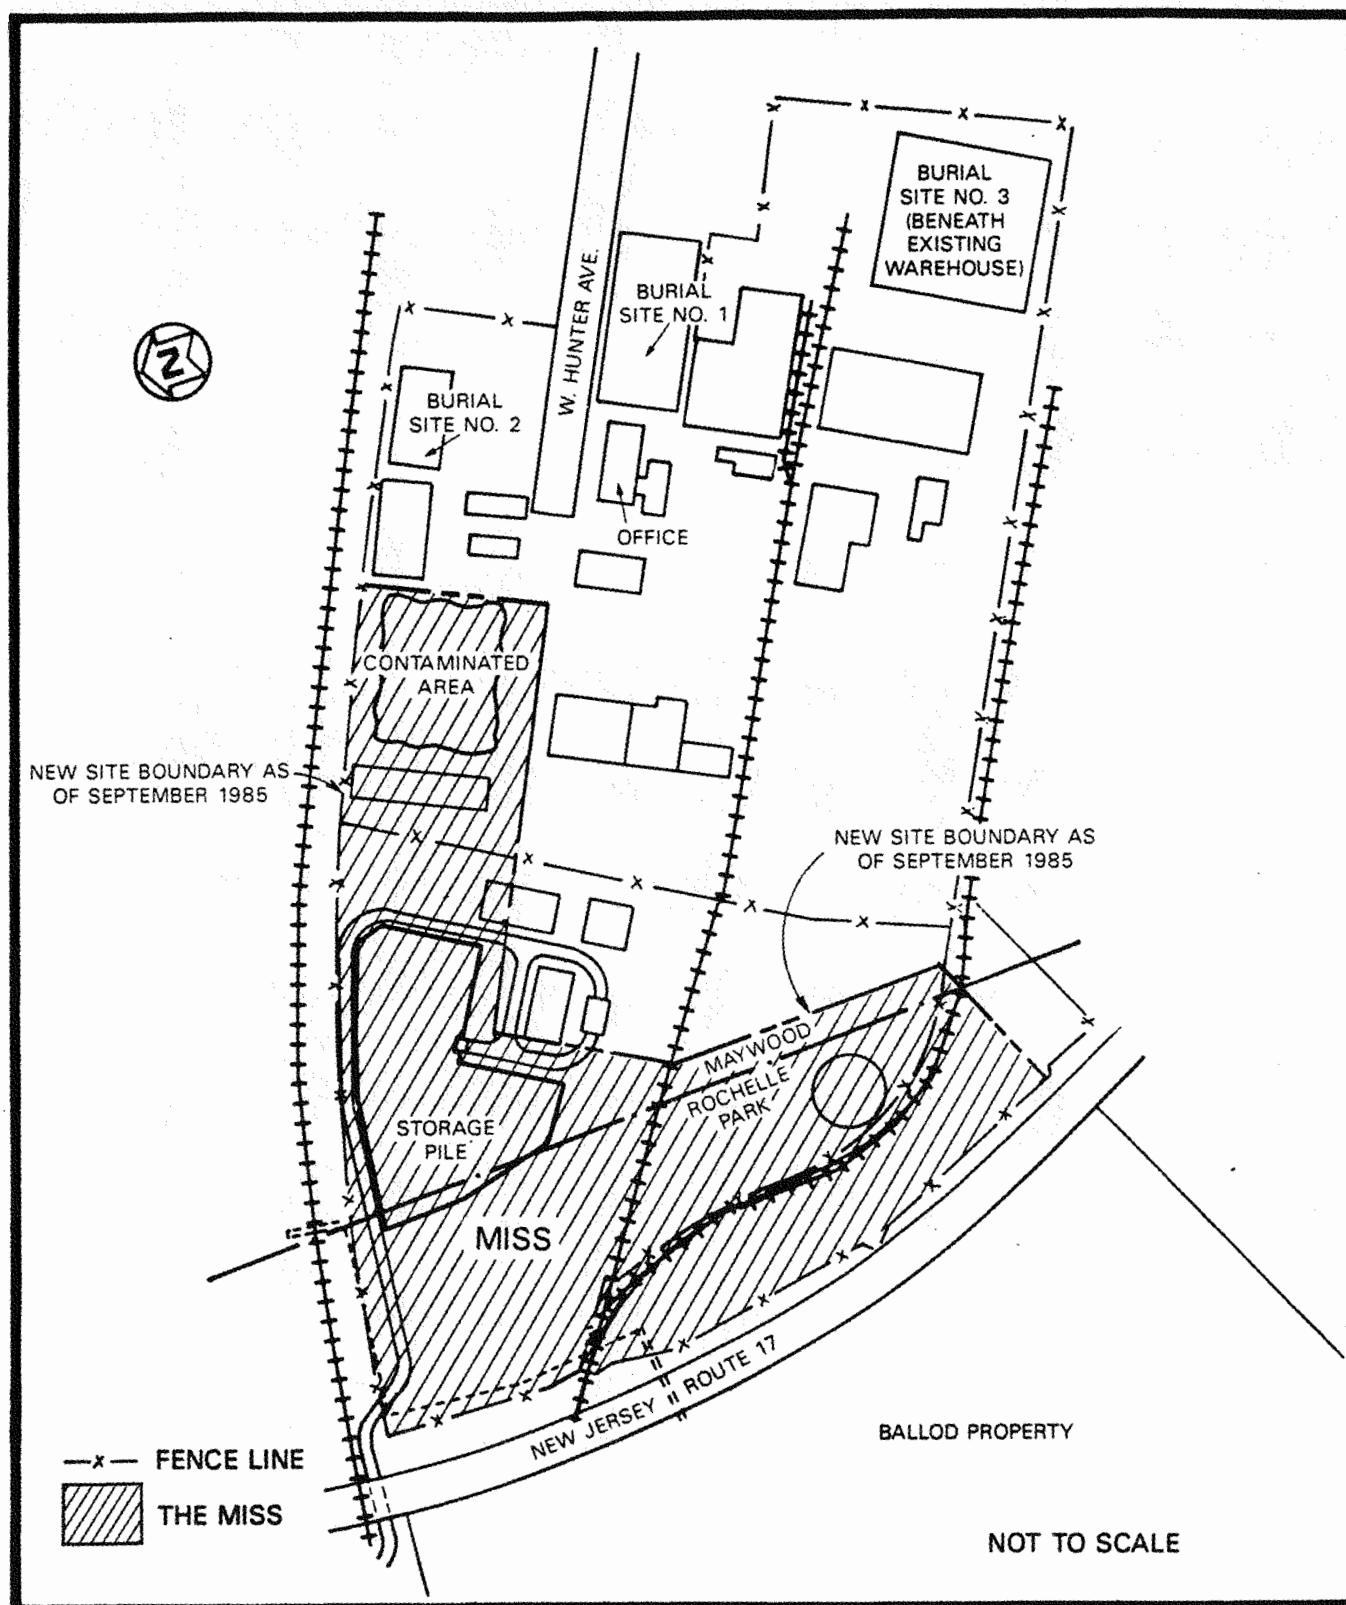 BURIAL
SITE NO. 3
(BENEATH
EXISTING
WAREHOUSE)
W. HUNTER AVE.
BURIAL
SITE NO. 1
N
BURIAL
SITE NO. 2
OFFICE
CONTAMINATED
AREA
NEW SITE BOUNDARY AS
OF SEPTEMBER 1985
NEW SITE BOUNDARY AS
OF SEPTEMBER 1985
MAYWOOD
ROCHELLE
PARK
STORAGE
PILE
MISS
NEW JERSEY ROUTE 17
BALLOD PROPERTY
—x— FENCE LINE
THE MISS
NOT TO SCALE